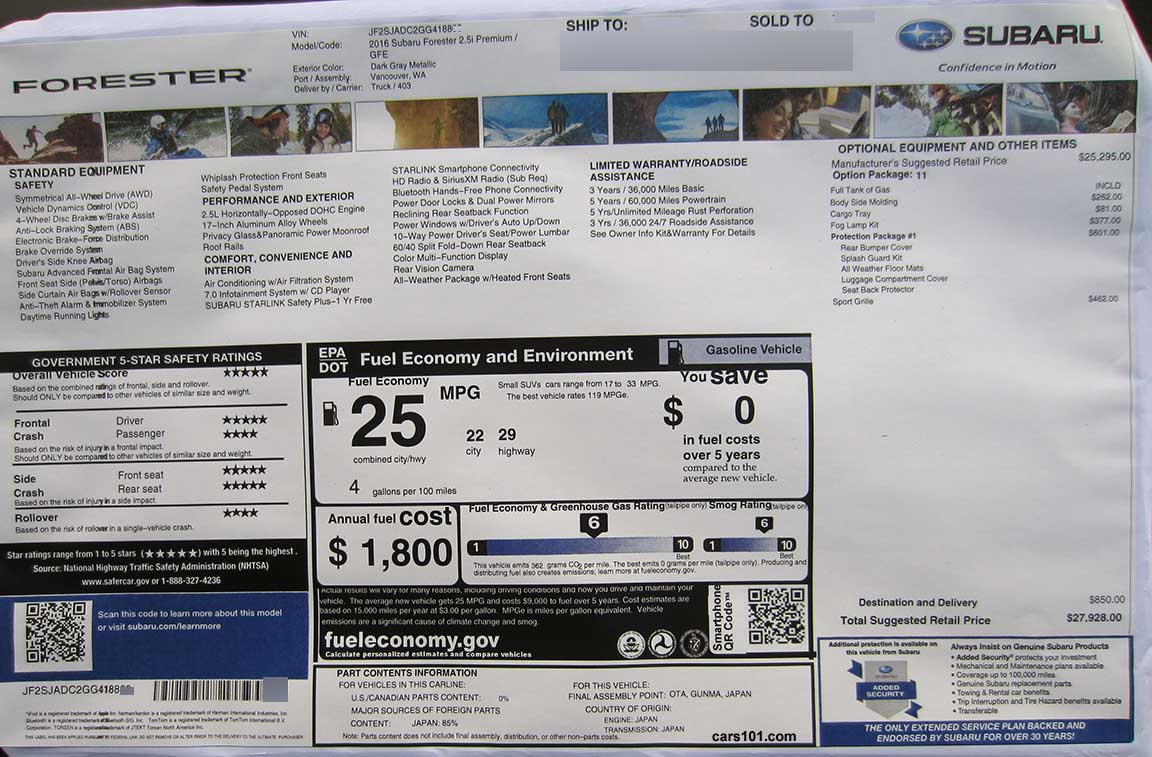 FORESTER®
VIN: JF2SJADC2GG4188
Model/Code: 2016 Subaru Forester 2.5i Premium /
GFE
Exterior Color: Dark Gray Metallic
Port / Assembly: Vancouver, WA
Deliver by / Carrier: Truck / 403
SHIP TO:
SOLD TO
SUBARU.
Confidence in Motion
STANDARD EQUIPMENT
SAFETY
Symmetrical All-Wheel Drive (AWD)
Vehicle Dynamics Control (VDC)
4-Wheel Disc Brakes w/Brake Assist
Anti-Lock Braking System (ABS)
Electronic Brake-Force Distribution
Brake Override System
Driver's Side Knee Airbag
Subaru Advanced Frontal Air Bag System
Front Seat Side (Pelvis/Torso) Airbags
Side Curtain Air Bags w/Rollover Sensor
Anti-Theft Alarm & Immobilizer System
Daytime Running Lights
Whiplash Protection Front Seats
Safety Pedal System
PERFORMANCE AND EXTERIOR
2.5L Horizontally-Opposed DOHC Engine
17-Inch Aluminum Alloy Wheels
Privacy Glass&Panoramic Power Moonroof
Roof Rails
COMFORT, CONVENIENCE AND
INTERIOR
Air Conditioning w/Air Filtration System
7.0 Infotainment System w/ CD Player
SUBARU STARLINK Safety Plus-1 Yr Free
STARLINK Smartphone Connectivity
HD Radio & SiriusXM Radio (Sub Req)
Bluetooth Hands-Free Phone Connectivity
Power Door Locks & Dual Power Mirrors
Reclining Rear Seatback Function
Power Windows w/Driver's Auto Up/Down
10-Way Power Driver's Seat/Power Lumbar
60/40 Split Fold-Down Rear Seatback
Color Multi-Function Display
Rear Vision Camera
All-Weather Package w/Heated Front Seats
LIMITED WARRANTY/ROADSIDE
ASSISTANCE
3 Years / 36,000 Miles Basic
5 Years / 60,000 Miles Powertrain
5 Yrs/Unlimited Mileage Rust Perforation
3 Yrs / 36,000 24/7 Roadside Assistance
See Owner Info Kit&Warranty For Details
OPTIONAL EQUIPMENT AND OTHER ITEMS
Manufacturer's Suggested Retail Price $25,295.00
Option Package: 11
Full Tank of Gas INCLD
Body Side Molding $262.00
Cargo Tray $81.00
Fog Lamp Kit $377.00
Protection Package #1 $601.00
Rear Bumper Cover
Splash Guard Kit
All Weather Floor Mats
Luggage Compartment Cover
Seat Back Protector
Sport Grille $462.00
GOVERNMENT 5-STAR SAFETY RATINGS
Overall Vehicle Score ★★★★★
Based on the combined ratings of frontal, side and rollover.
Should ONLY be compared to other vehicles of similar size and weight.
Frontal Driver ★★★★★
Crash Passenger ★★★★
Based on the risk of injury in a frontal impact.
Should ONLY be compared to other vehicles of similar size and weight.
Side Front seat ★★★★★
Crash Rear seat ★★★★★
Based on the risk of injury in a side impact.
Rollover ★★★★
Based on the risk of rollover in a single-vehicle crash.
Star ratings range from 1 to 5 stars (★★★★★) with 5 being the highest.
Source: National Highway Traffic Safety Administration (NHTSA)
www.safercar.gov or 1-888-327-4236
Scan this code to learn more about this model
or visit subaru.com/learnmore
JF2SJADC2GG4188
EPA
DOT
Fuel Economy and Environment
Gasoline Vehicle
Fuel Economy
25 MPG
combined city/hwy
22 city
29 highway
4 gallons per 100 miles
Small SUVs cars range from 17 to 33 MPG.
The best vehicle rates 119 MPGe.
You save
$ 0
in fuel costs
over 5 years
compared to the
average new vehicle.
Annual fuel cost
$ 1,800
Fuel Economy & Greenhouse Gas Rating (tailpipe only)
6
1 10
Best
Smog Rating (tailpipe only
6
1 10
Best
This vehicle emits 362 grams CO2 per mile. The best emits 0 grams per mile (tailpipe only). Producing and
distributing fuel also creates emissions; learn more at fueleconomy.gov.
Actual results will vary for many reasons, including driving conditions and how you drive and maintain your
vehicle. The average new vehicle gets 25 MPG and costs $9,000 to fuel over 5 years. Cost estimates are
based on 15,000 miles per year at $3.00 per gallon. MPGe is miles per gallon equivalent. Vehicle
emissions are a significant cause of climate change and smog.
fueleconomy.gov
Calculate personalized estimates and compare vehicles
Smartphone
QR Code™
PART CONTENTS INFORMATION
FOR VEHICLES IN THIS CARLINE:
U.S./CANADIAN PARTS CONTENT: 0%
MAJOR SOURCES OF FOREIGN PARTS
CONTENT: JAPAN: 85%
Note: Parts content does not include final assembly, distribution, or other non-parts costs.
FOR THIS VEHICLE:
FINAL ASSEMBLY POINT: OTA, GUNMA, JAPAN
COUNTRY OF ORIGIN:
ENGINE: JAPAN
TRANSMISSION: JAPAN
cars101.com
Destination and Delivery $850.00
Total Suggested Retail Price $27,928.00
Additional protection is available on
this vehicle from Subaru
SUBARU
ADDED
SECURITY
Always Insist on Genuine Subaru Products
• Added Security® protects your investment
• Mechanical and Maintenance plans available
• Coverage up to 100,000 miles
• Genuine Subaru replacement parts
• Towing & Rental car benefits
• Trip Interruption and Tire Hazard benefits available
• Transferable
THE ONLY EXTENDED SERVICE PLAN BACKED AND
ENDORSED BY SUBARU FOR OVER 30 YEARS!